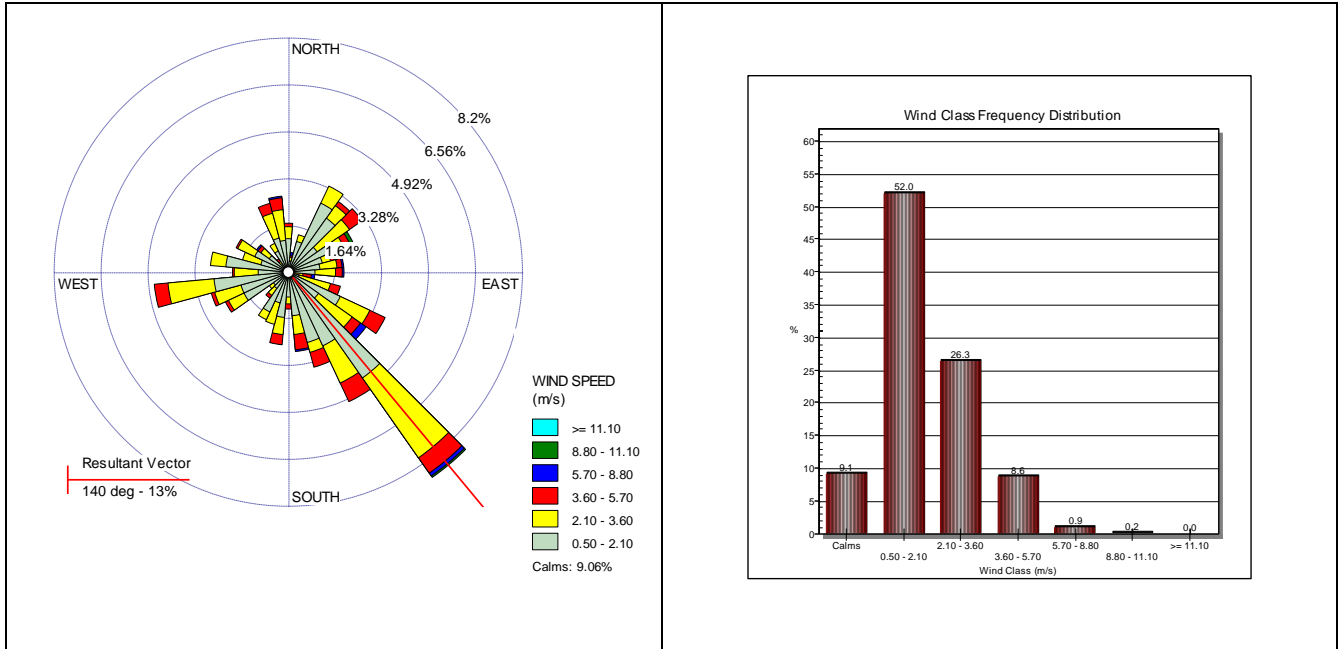 NORTH
8.2%
6.56%
4.92%
3.28%
1.64%
WEST
EAST
SOUTH
Resultant Vector
140 deg - 13%
WIND SPEED
(m/s)
>= 11.10
8.80 - 11.10
5.70 - 8.80
3.60 - 5.70
2.10 - 3.60
0.50 - 2.10
Calms: 9.06%
Wind Class Frequency Distribution
60
55
50
45
40
35
30
25
20
15
10
5
0
%
9.1
52.0
26.3
8.6
0.9
0.2
0.0
Calms
0.50 - 2.10
2.10 - 3.60
3.60 - 5.70
5.70 - 8.80
8.80 - 11.10
>= 11.10
Wind Class (m/s)